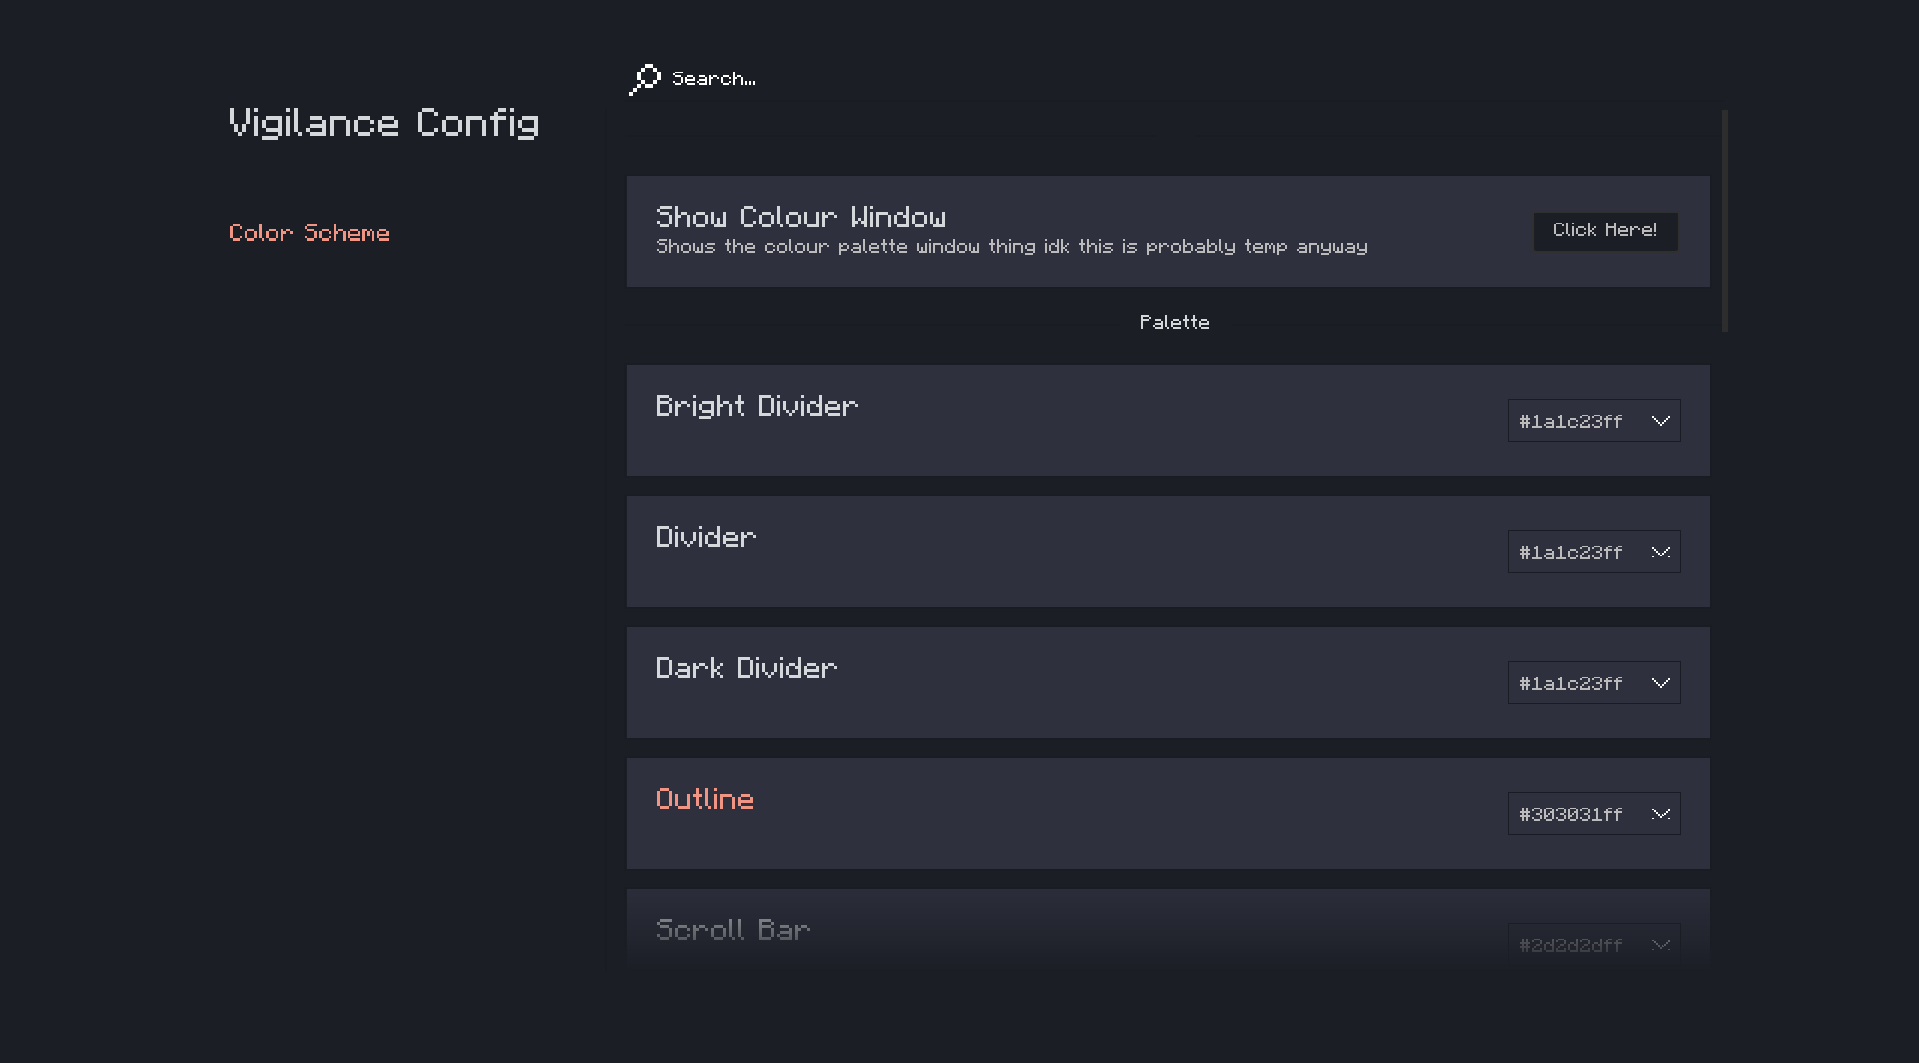 Search...
Vigilance Config
Color Scheme
Show Colour Window
Shows the colour palette window thing idk this is probably temp anyway
Click Here!
Palette
Bright Divider
#1a1c23ff
Divider
#1a1c23ff
Dark Divider
#1a1c23ff
Outline
#303031ff
Scroll Bar
#2d2d2dff